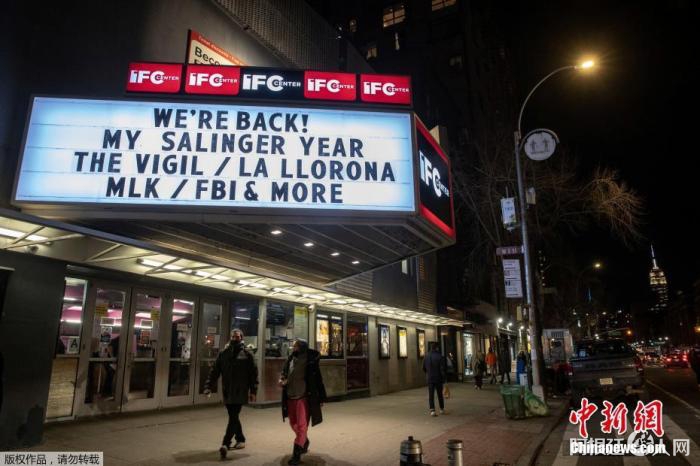 IFC CENTER IFC CENTER IFC CENTER IFC CENTER IFC CENTER
WE'RE BACK!
MY SALINGER YEAR
THE VIGIL / LA LLORONA
MLK / FBI & MORE
IFC CENTER
IFC
中新网
Chinanews.com
版权作品 请勿转载